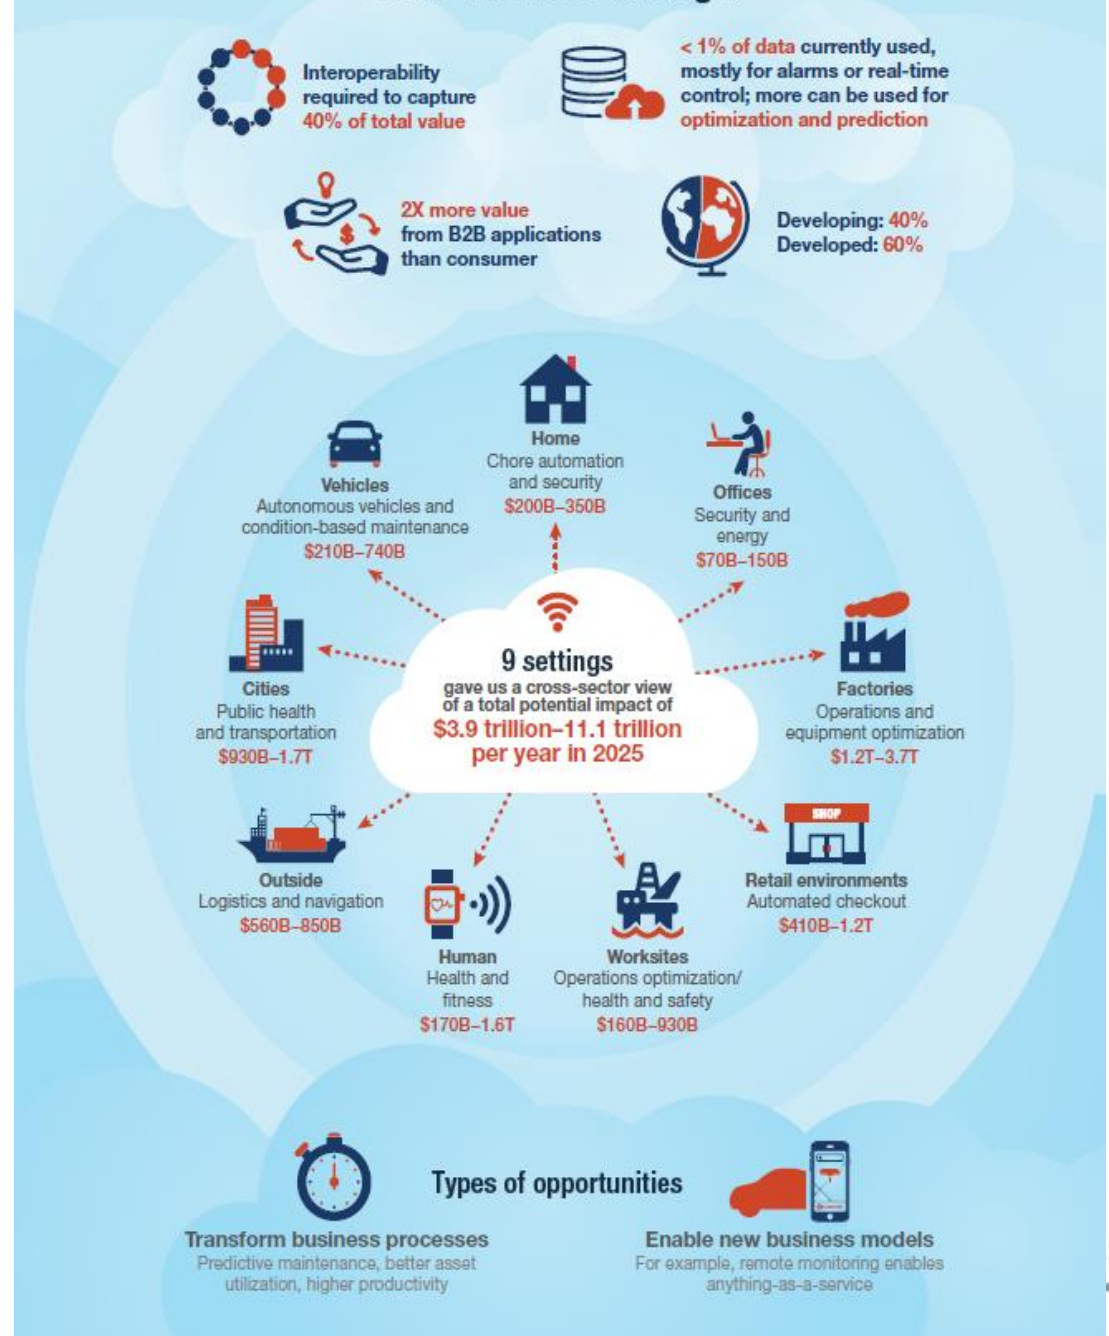 Interoperability
required to capture
40% of total value
< 1% of data currently used,
mostly for alarms or real-time
control; more can be used for
optimization and prediction
2X more value
from B2B applications
than consumer
Developing: 40%
Developed: 60%
Home
Chore automation
and security
$200B–350B
Vehicles
Autonomous vehicles and
condition-based maintenance
$210B–740B
Offices
Security and
energy
$70B–150B
9 settings
gave us a cross-sector view
of a total potential impact of
$3.9 trillion–11.1 trillion
per year in 2025
Cities
Public health
and transportation
$930B–1.7T
Factories
Operations and
equipment optimization
$1.2T–3.7T
Outside
Logistics and navigation
$560B–850B
SHOP
Retail environments
Automated checkout
$410B–1.2T
Human
Health and
fitness
$170B–1.6T
Worksites
Operations optimization/
health and safety
$160B–930B
Types of opportunities
Transform business processes
Predictive maintenance, better asset
utilization, higher productivity
Enable new business models
For example, remote monitoring enables
anything-as-a-service